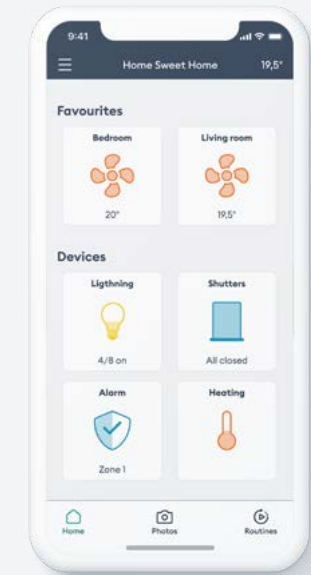 9:41
Home Sweet Home 19,5°
Favourites
Bedroom Living room
20° 19,5°
Devices
Ligthning Shutters
4/8 on All closed
Alarm Heating
Zone 1
Home Photos Routines